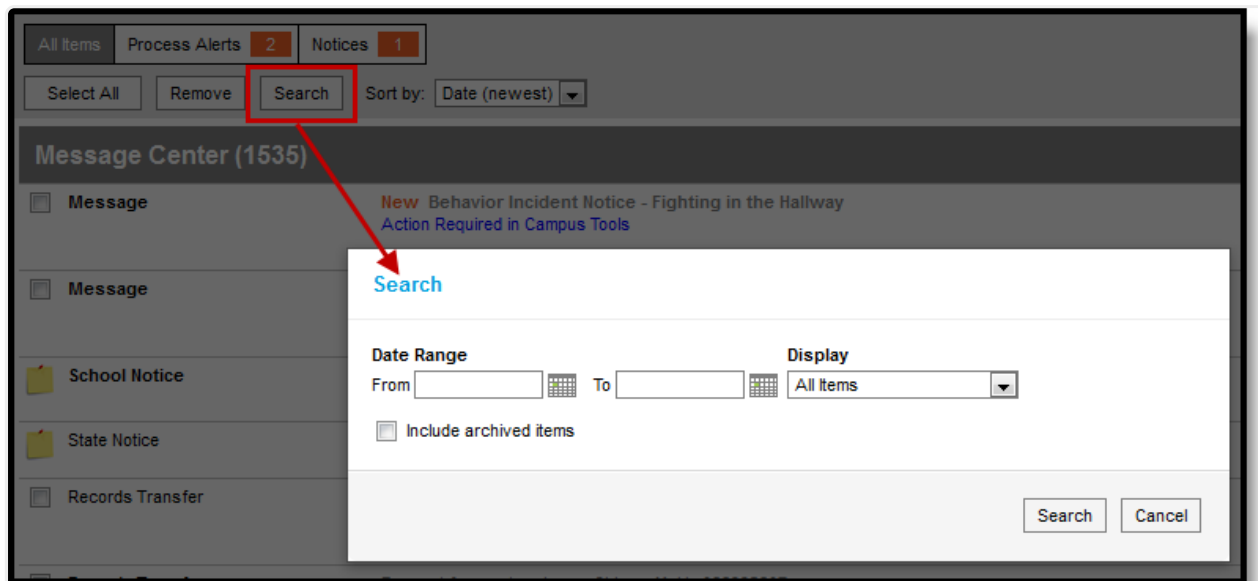 All Items Process Alerts 2 Notices 1
Select All Remove Search Sort by: Date (newest)
Message Center (1535)
Message New Behavior Incident Notice - Fighting in the Hallway
Action Required in Campus Tools
Message
Search
Date Range Display
From To All Items
School Notice
Include archived items
State Notice
Records Transfer
Search Cancel